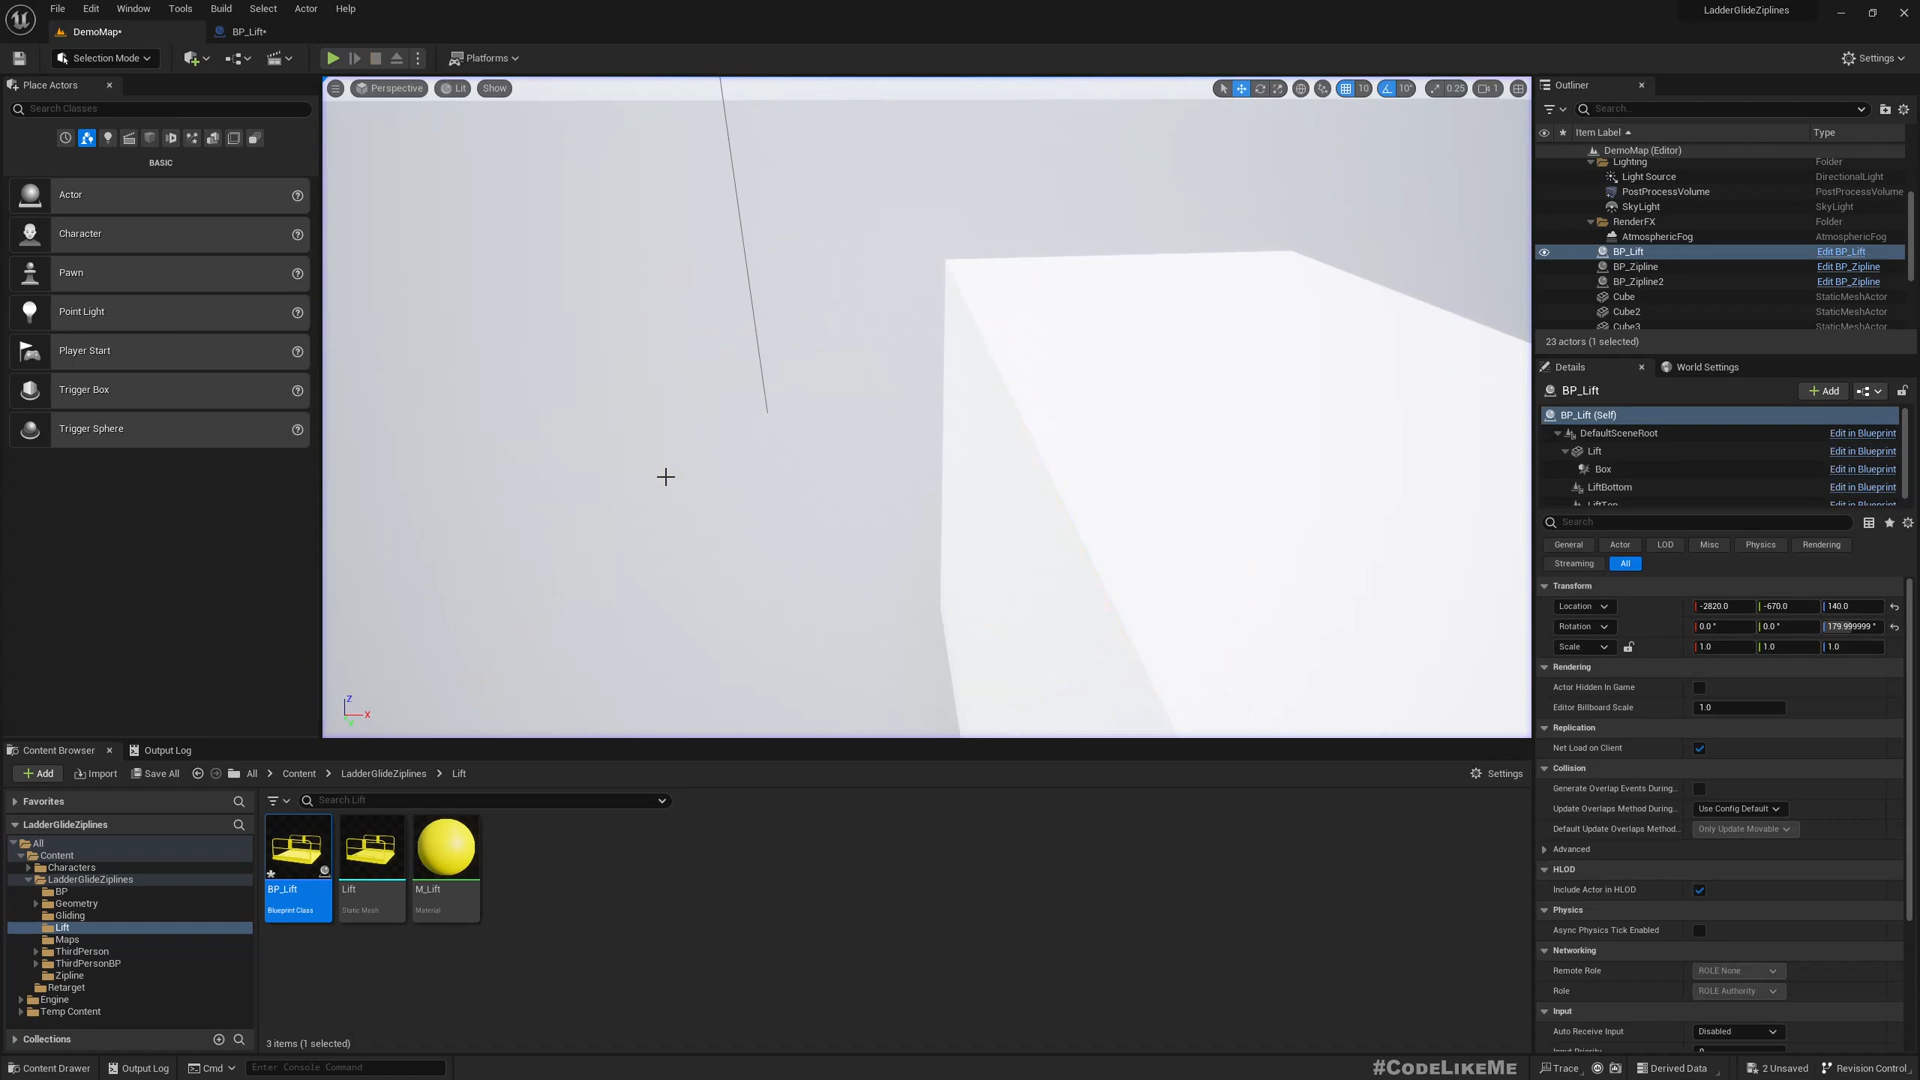 File Edit Window Tools Build Select Actor Help
LadderGlideZiplines
DemoMap*
BP_Lift*
Selection Mode
Platforms
Settings
Place Actors
Search Classes
BASIC
Actor
Character
Pawn
Point Light
Player Start
Trigger Box
Trigger Sphere
Perspective Lit Show
10 10° 0.25 1
Z
X
Y
Outliner
Search...
Item Label Type
DemoMap (Editor)
Lighting Folder
Light Source DirectionalLight
PostProcessVolume PostProcessVolume
SkyLight SkyLight
RenderFX Folder
AtmosphericFog AtmosphericFog
BP_Lift Edit BP_Lift
BP_Zipline Edit BP_Zipline
BP_Zipline2 Edit BP_Zipline
Cube StaticMeshActor
Cube2 StaticMeshActor
Cube3 StaticMeshActor
23 actors (1 selected)
Details World Settings
BP_Lift
Add
BP_Lift (Self)
DefaultSceneRoot Edit in Blueprint
Lift Edit in Blueprint
Box Edit in Blueprint
LiftBottom Edit in Blueprint
LiftTop Edit in Blueprint
Search
General Actor LOD Misc Physics Rendering
Streaming All
Transform
Location -2820.0 -670.0 140.0
Rotation 0.0 ° 0.0 ° 179.999999 °
Scale 1.0 1.0 1.0
Rendering
Actor Hidden In Game
Editor Billboard Scale 1.0
Replication
Net Load on Client
Collision
Generate Overlap Events During..
Update Overlaps Method During.. Use Config Default
Default Update Overlaps Method.. Only Update Movable
Advanced
HLOD
Include Actor in HLOD
Physics
Async Physics Tick Enabled
Networking
Remote Role ROLE None
Role ROLE Authority
Input
Auto Receive Input Disabled
Input Priority 0
Content Browser Output Log
Add Import Save All All Content LadderGlideZiplines Lift Settings
Favorites
LadderGlideZiplines
All
Content
Characters
LadderGlideZiplines
BP
Geometry
Gliding
Lift
Maps
ThirdPerson
ThirdPersonBP
Zipline
Retarget
Engine
Temp Content
Collections
Search Lift
BP_Lift
Blueprint Class
Lift
Static Mesh
M_Lift
Material
3 items (1 selected)
Content Drawer Output Log Cmd Enter Console Command
#CodeLikeMe
Trace Derived Data 2 Unsaved Revision Control